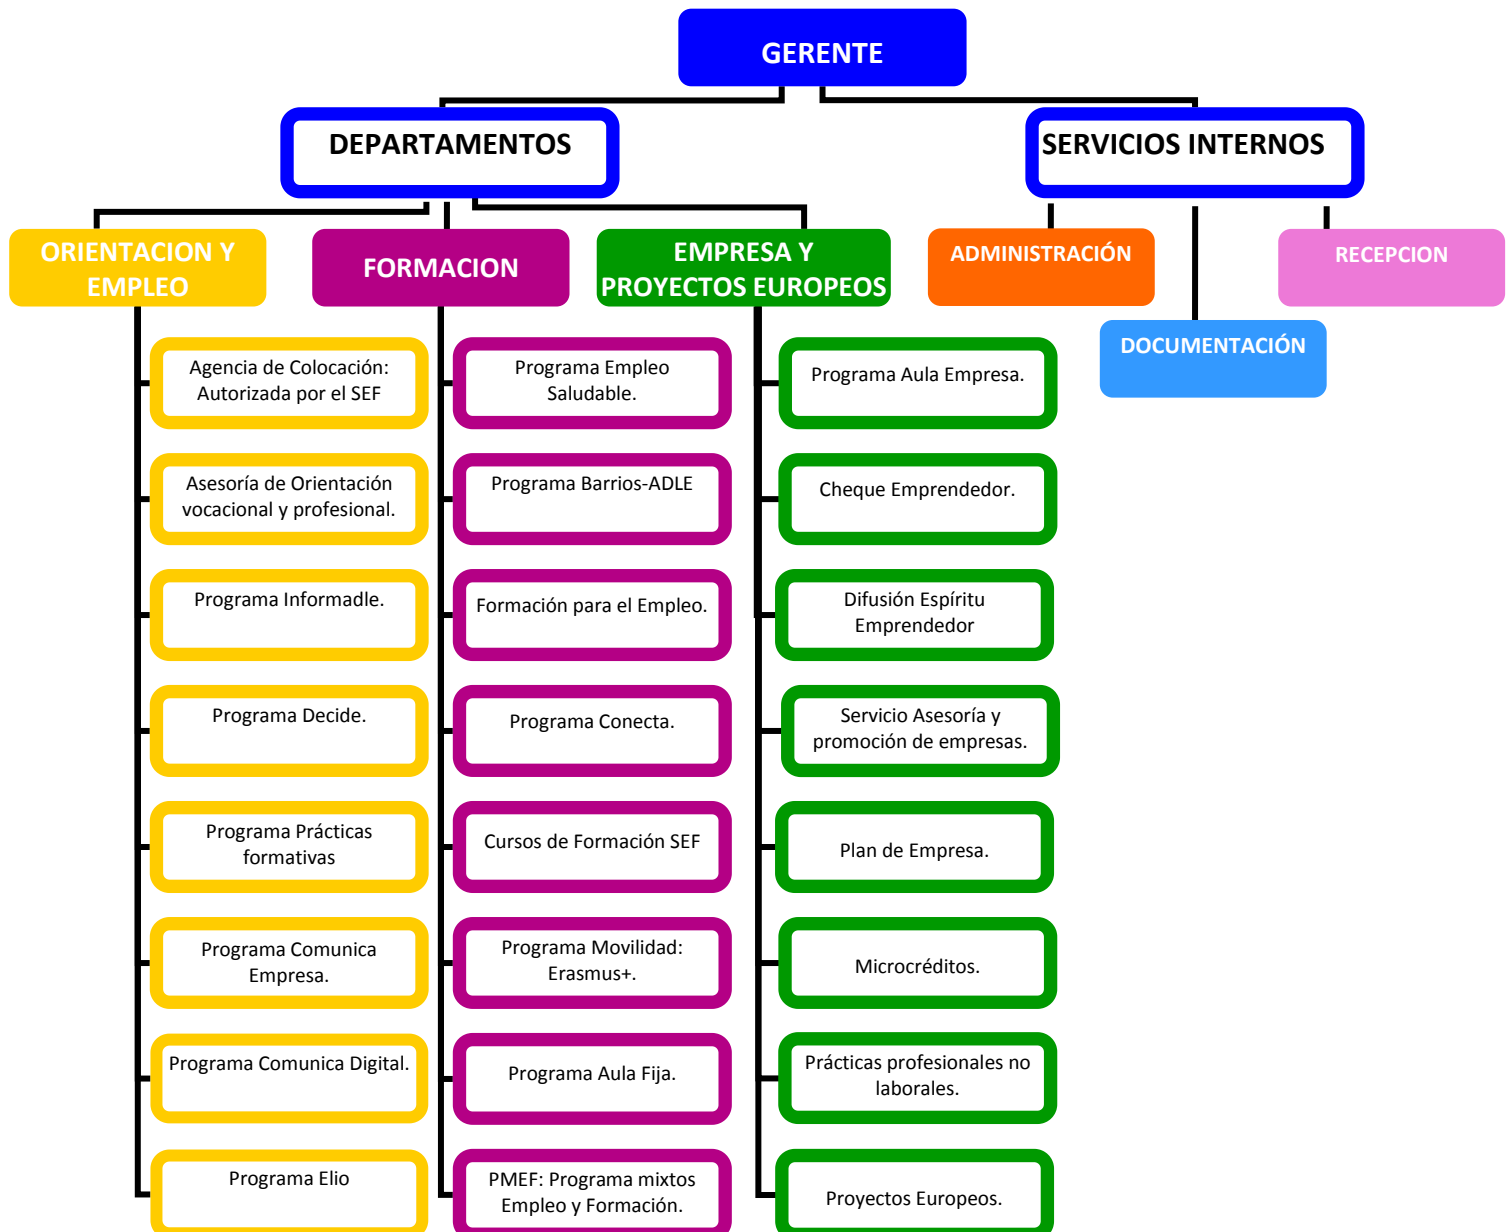 GERENTE
DEPARTAMENTOS
SERVICIOS INTERNOS
ORIENTACION Y
EMPLEO
FORMACION
EMPRESA Y
PROYECTOS EUROPEOS
ADMINISTRACIÓN
RECEPCION
DOCUMENTACIÓN
Agencia de Colocación:
Autorizada por el SEF
Asesoría de Orientación
vocacional y profesional.
Programa Informadle.
Programa Decide.
Programa Prácticas
formativas
Programa Comunica
Empresa.
Programa Comunica Digital.
Programa Elio
Programa Empleo
Saludable.
Programa Barrios-ADLE
Formación para el Empleo.
Programa Conecta.
Cursos de Formación SEF
Programa Movilidad:
Erasmus+.
Programa Aula Fija.
PMEF: Programa mixtos
Empleo y Formación.
Programa Aula Empresa.
Cheque Emprendedor.
Difusión Espíritu
Emprendedor
Servicio Asesoría y
promoción de empresas.
Plan de Empresa.
Microcréditos.
Prácticas profesionales no
laborales.
Proyectos Europeos.